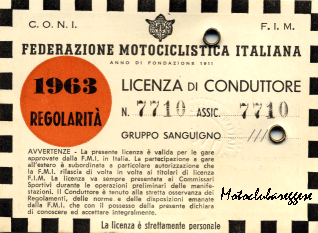 C. O. N. I. F. I. M.
FEDERAZIONE MOTOCICLISTICA ITALIANA
ANNO DI FONDAZIONE 1911
1963
REGOLARITÀ
LICENZA DI CONDUTTORE
N. 7710 ASSIC. 7710
GRUPPO SANGUIGNO ////
AVVERTENZE - La presente licenza è valida per le gare
approvate dalla F.M.I. in Italia. La partecipazione a gare
all'estero è subordinata a particolare autorizzazione che
la F.M.I. rilascia di volta in volta ai titolari di licenza
F.I.M. La licenza va sempre presentata ai Commissari
Sportivi durante le operazioni preliminari delle manife-
stazioni. Il Conduttore è tenuto alla stretta osservanza dei
Regolamenti, delle norme e delle disposizioni emanate
dalla F.M.I. che con il possesso della presente dichiara
di conoscere ed accettare integralmente.
La licenza è strettamente personale
Motoclubareggese